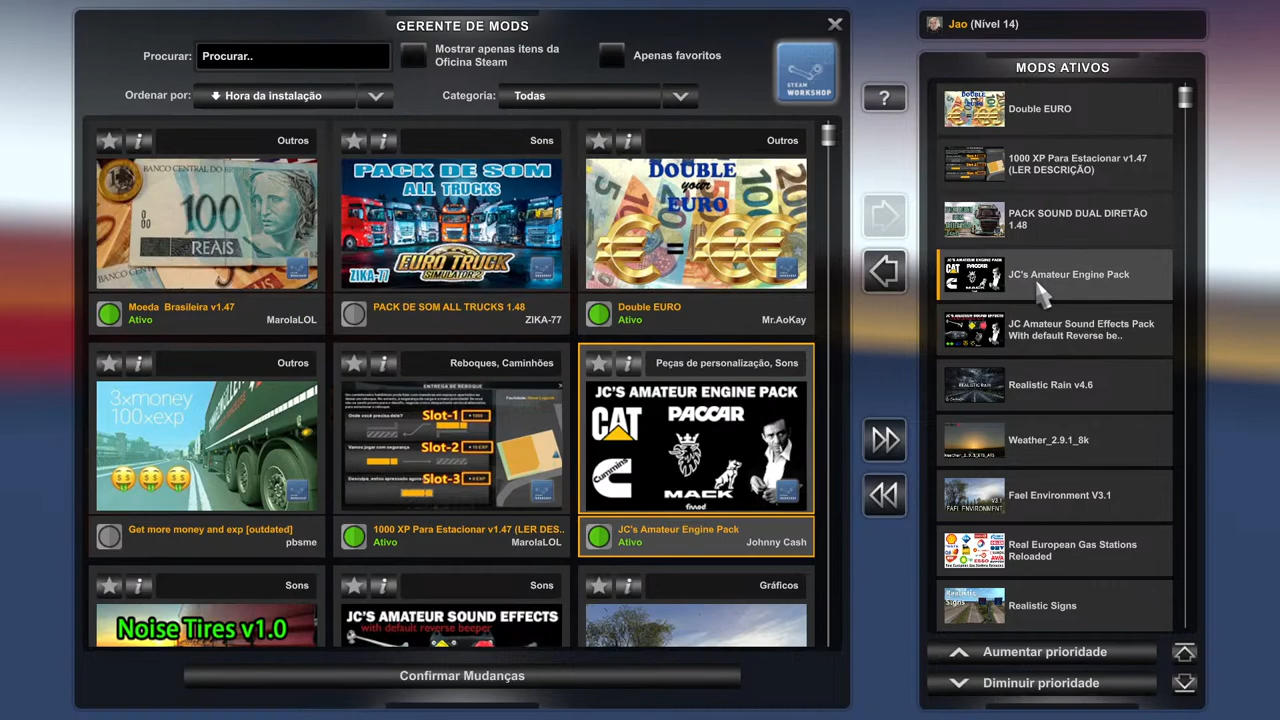 GERENTE DE MODS
Procurar:
Procurar..
Mostrar apenas itens da
Oficina Steam
Apenas favoritos
STEAM
WORKSHOP
Ordenar por:
Hora da instalação
Categoria:
Todas
Outros
BANCO CENTRAL DO
100
REAIS
Moeda Brasileira v1.47
Ativo
MarolaLOL
Sons
PACK DE SOM
ALL TRUCKS
ZIKA-77
EURO TRUCK
SIMULATOR 2
PACK DE SOM ALL TRUCKS 1.48
ZIKA-77
Outros
DOUBLE
your
EURO
€ = €€
Double EURO
Ativo
Mr.AoKay
Outros
3xmoney
100xexp
Get more money and exp [outdated]
pbsme
Reboques, Caminhões
ENTREGA DE REBOQUE
Slot-1
Slot-2
Slot-3
1000 XP Para Estacionar v1.47 (LER DES..
Ativo
MarolaLOL
Peças de personalização, Sons
JC'S AMATEUR ENGINE PACK
CAT
PACCAR
Cummins
MACK
JC's Amateur Engine Pack
Ativo
Johnny Cash
Sons
Noise Tires v1.0
Sons
JC'S AMATEUR SOUND EFFECTS
with default reverse beeper
Gráficos
Confirmar Mudanças
?
Jao (Nível 14)
MODS ATIVOS
Double EURO
1000 XP Para Estacionar v1.47
(LER DESCRIÇÃO)
PACK SOUND DUAL DIRETÃO
1.48
JC's Amateur Engine Pack
JC Amateur Sound Effects Pack
With default Reverse be..
Realistic Rain v4.6
Weather_2.9.1_8k
Fael Environment V3.1
Real European Gas Stations
Reloaded
Realistic Signs
Aumentar prioridade
Diminuir prioridade